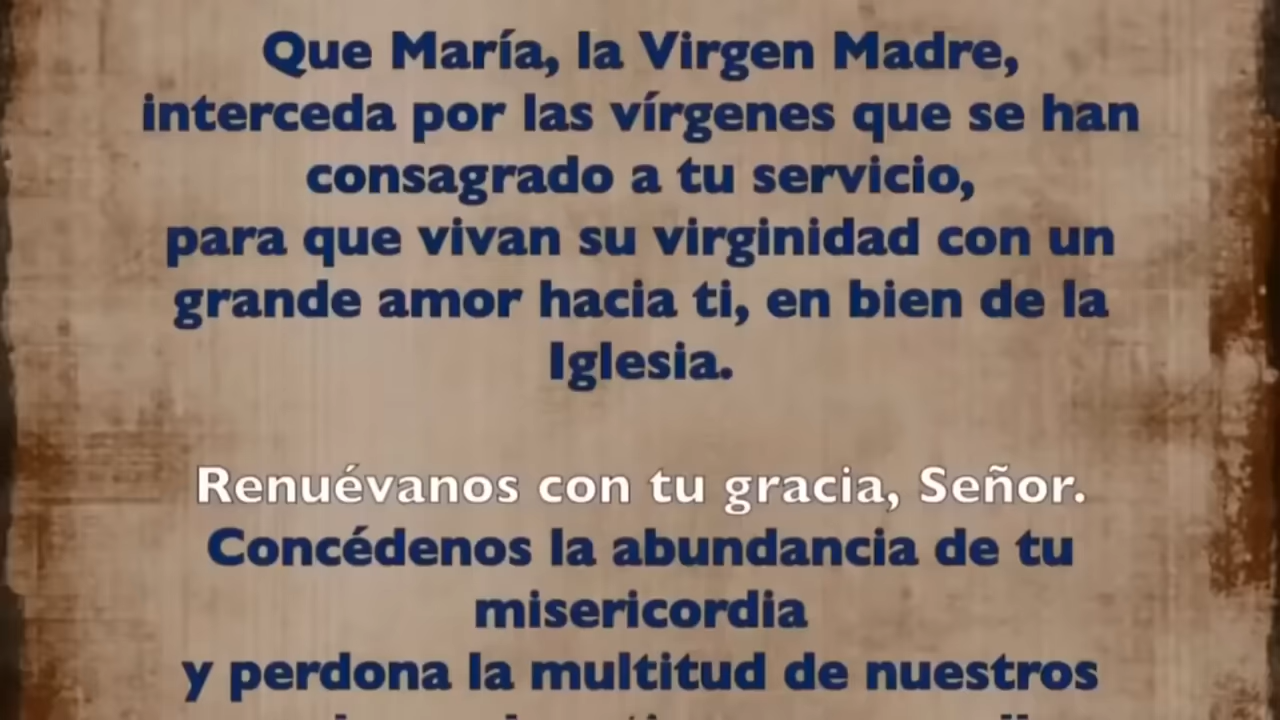 Que María, la Virgen Madre,
interceda por las vírgenes que se han
consagrado a tu servicio,
para que vivan su virginidad con un
grande amor hacia ti, en bien de la
Iglesia.
Renuévanos con tu gracia, Señor.
Concédenos la abundancia de tu
misericordia
y perdona la multitud de nuestros